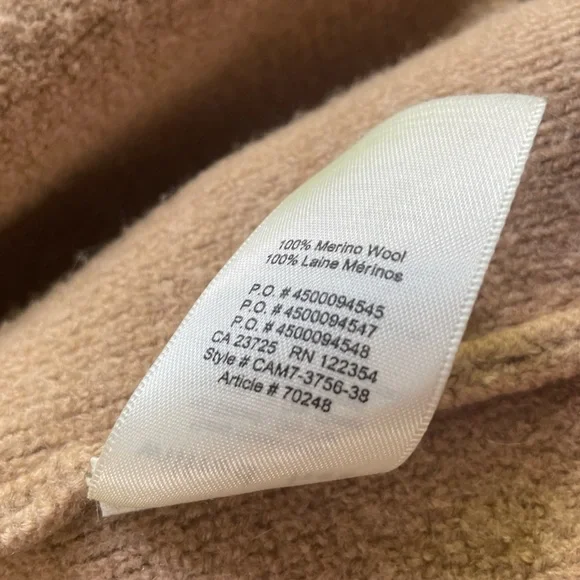 100% Merino Wool
100% Laine Mérinos
P.O. # 4500094545
P.O. # 4500094547
P.O. # 4500094548
CA 23725 RN 122354
Style # CAM7-3756-38
Article # 70248